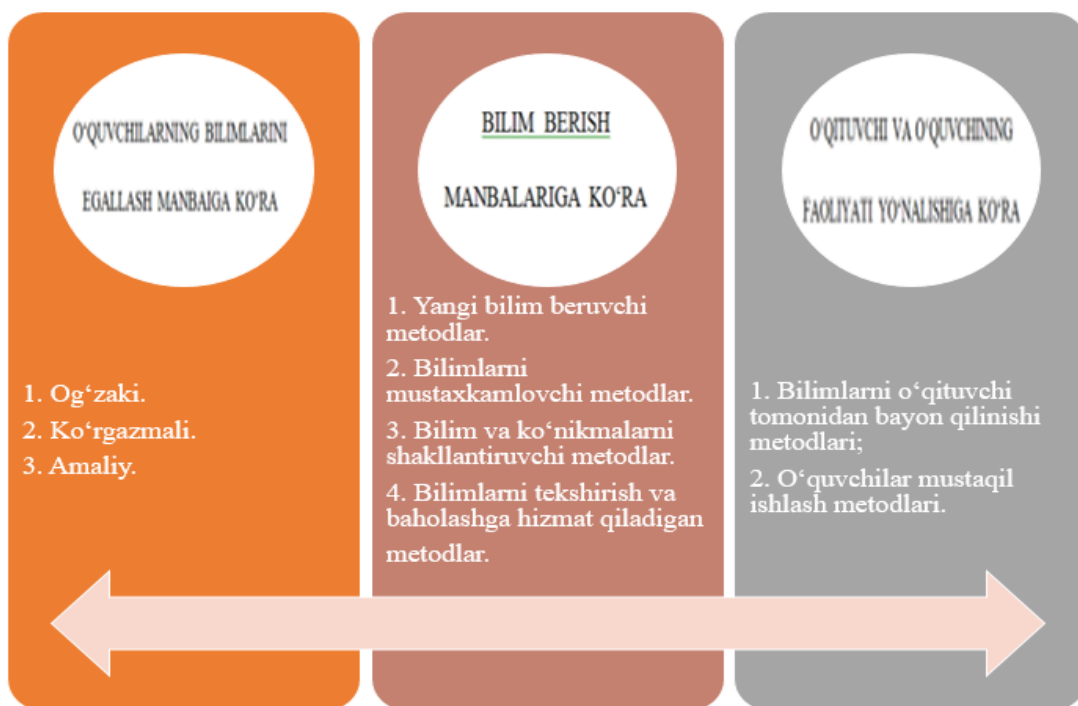 O‘QUVCHILARNING BILIMLARINI
EGALLASH MANBAIGA KO‘RA
1. Og‘zaki.
2. Ko‘rgazmali.
3. Amaliy.
BILIM BERISH
MANBALARIGA KO‘RA
1. Yangi bilim beruvchi
metodlar.
2. Bilimlarni
mustaxkamlovchi metodlar.
3. Bilim va ko‘nikmalarni
shakllantiruvchi metodlar.
4. Bilimlarni tekshirish va
baholashga hizmat qiladigan
metodlar.
O‘QITUVCHI VA O‘QUVCHINING
FAOLIYATI YO‘NALISHIGA KO‘RA
1. Bilimlarni o‘qituvchi
tomonidan bayon qilinishi
metodlari;
2. O‘quvchilar mustaqil
ishlash metodlari.